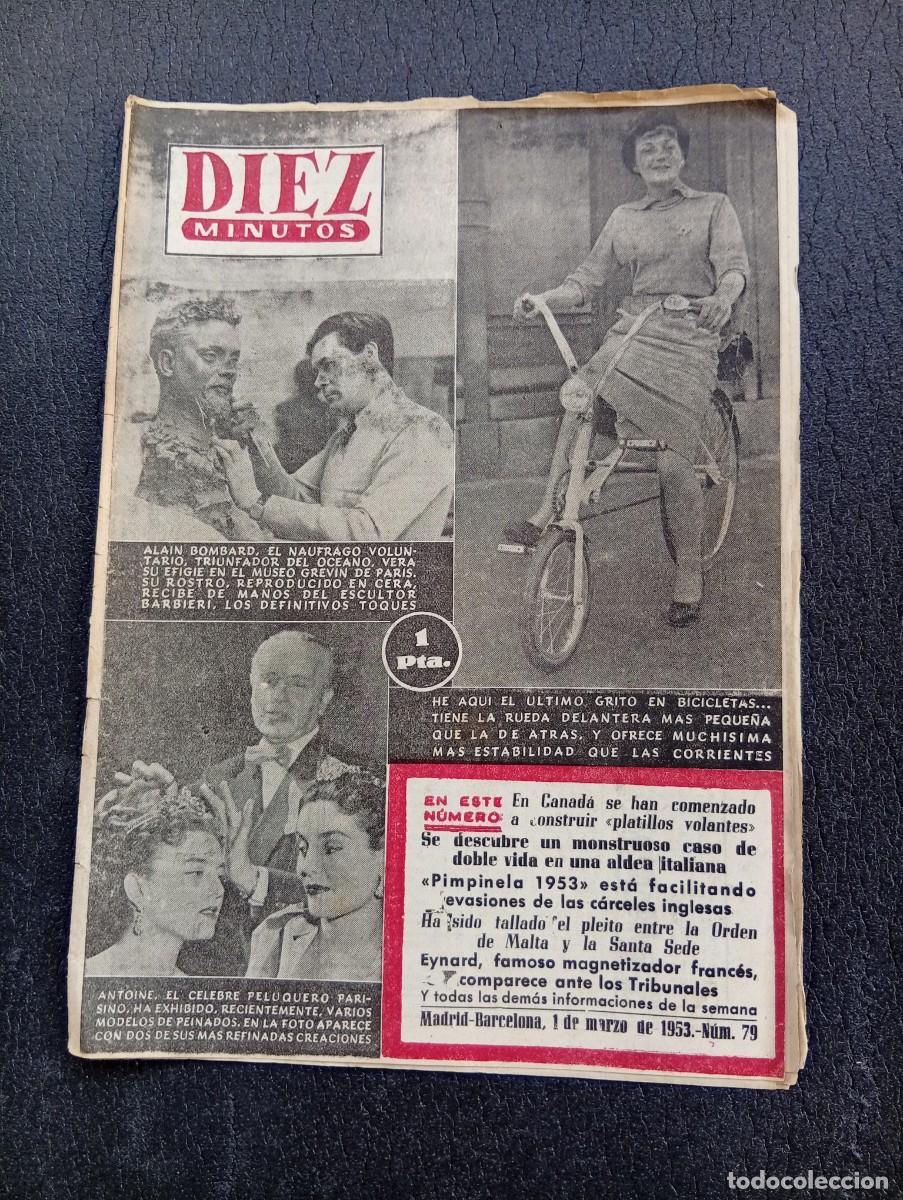 DIEZ
MINUTOS
ALAIN BOMBARD, EL NAUFRAGO VOLUN-
TARIO, TRIUNFADOR DEL OCEANO, VERA
SU EFIGIE EN EL MUSEO GREVIN DE PARIS.
SU ROSTRO, REPRODUCIDO EN CERA,
RECIBE DE MANOS DEL ESCULTOR
BARBIERI, LOS DEFINITIVOS TOQUES
1
Pta.
HE AQUI EL ULTIMO GRITO EN BICICLETAS...
TIENE LA RUEDA DELANTERA MAS PEQUEÑA
QUE LA DE ATRAS, Y OFRECE MUCHISIMA
MAS ESTABILIDAD QUE LAS CORRIENTES
ANTOINE, EL CELEBRE PELUQUERO PARI-
SINO, HA EXHIBIDO, RECIENTEMENTE, VARIOS
MODELOS DE PEINADOS. EN LA FOTO APARECE
CON DOS DE SUS MAS REFINADAS CREACIONES
EN ESTE NÚMERO:
En Canadá se han comenzado
a construir «platillos volantes»
Se descubre un monstruoso caso de
doble vida en una aldea italiana
«Pimpinela 1953» está facilitando
evasiones de las cárceles inglesas
Ha sido tallado el pleito entre la Orden
de Malta y la Santa Sede
Eynard, famoso magnetizador francés,
comparece ante los Tribunales
Y todas las demás informaciones de la semana
Madrid-Barcelona, 1 de marzo de 1953.-Núm. 79
todocoleccion